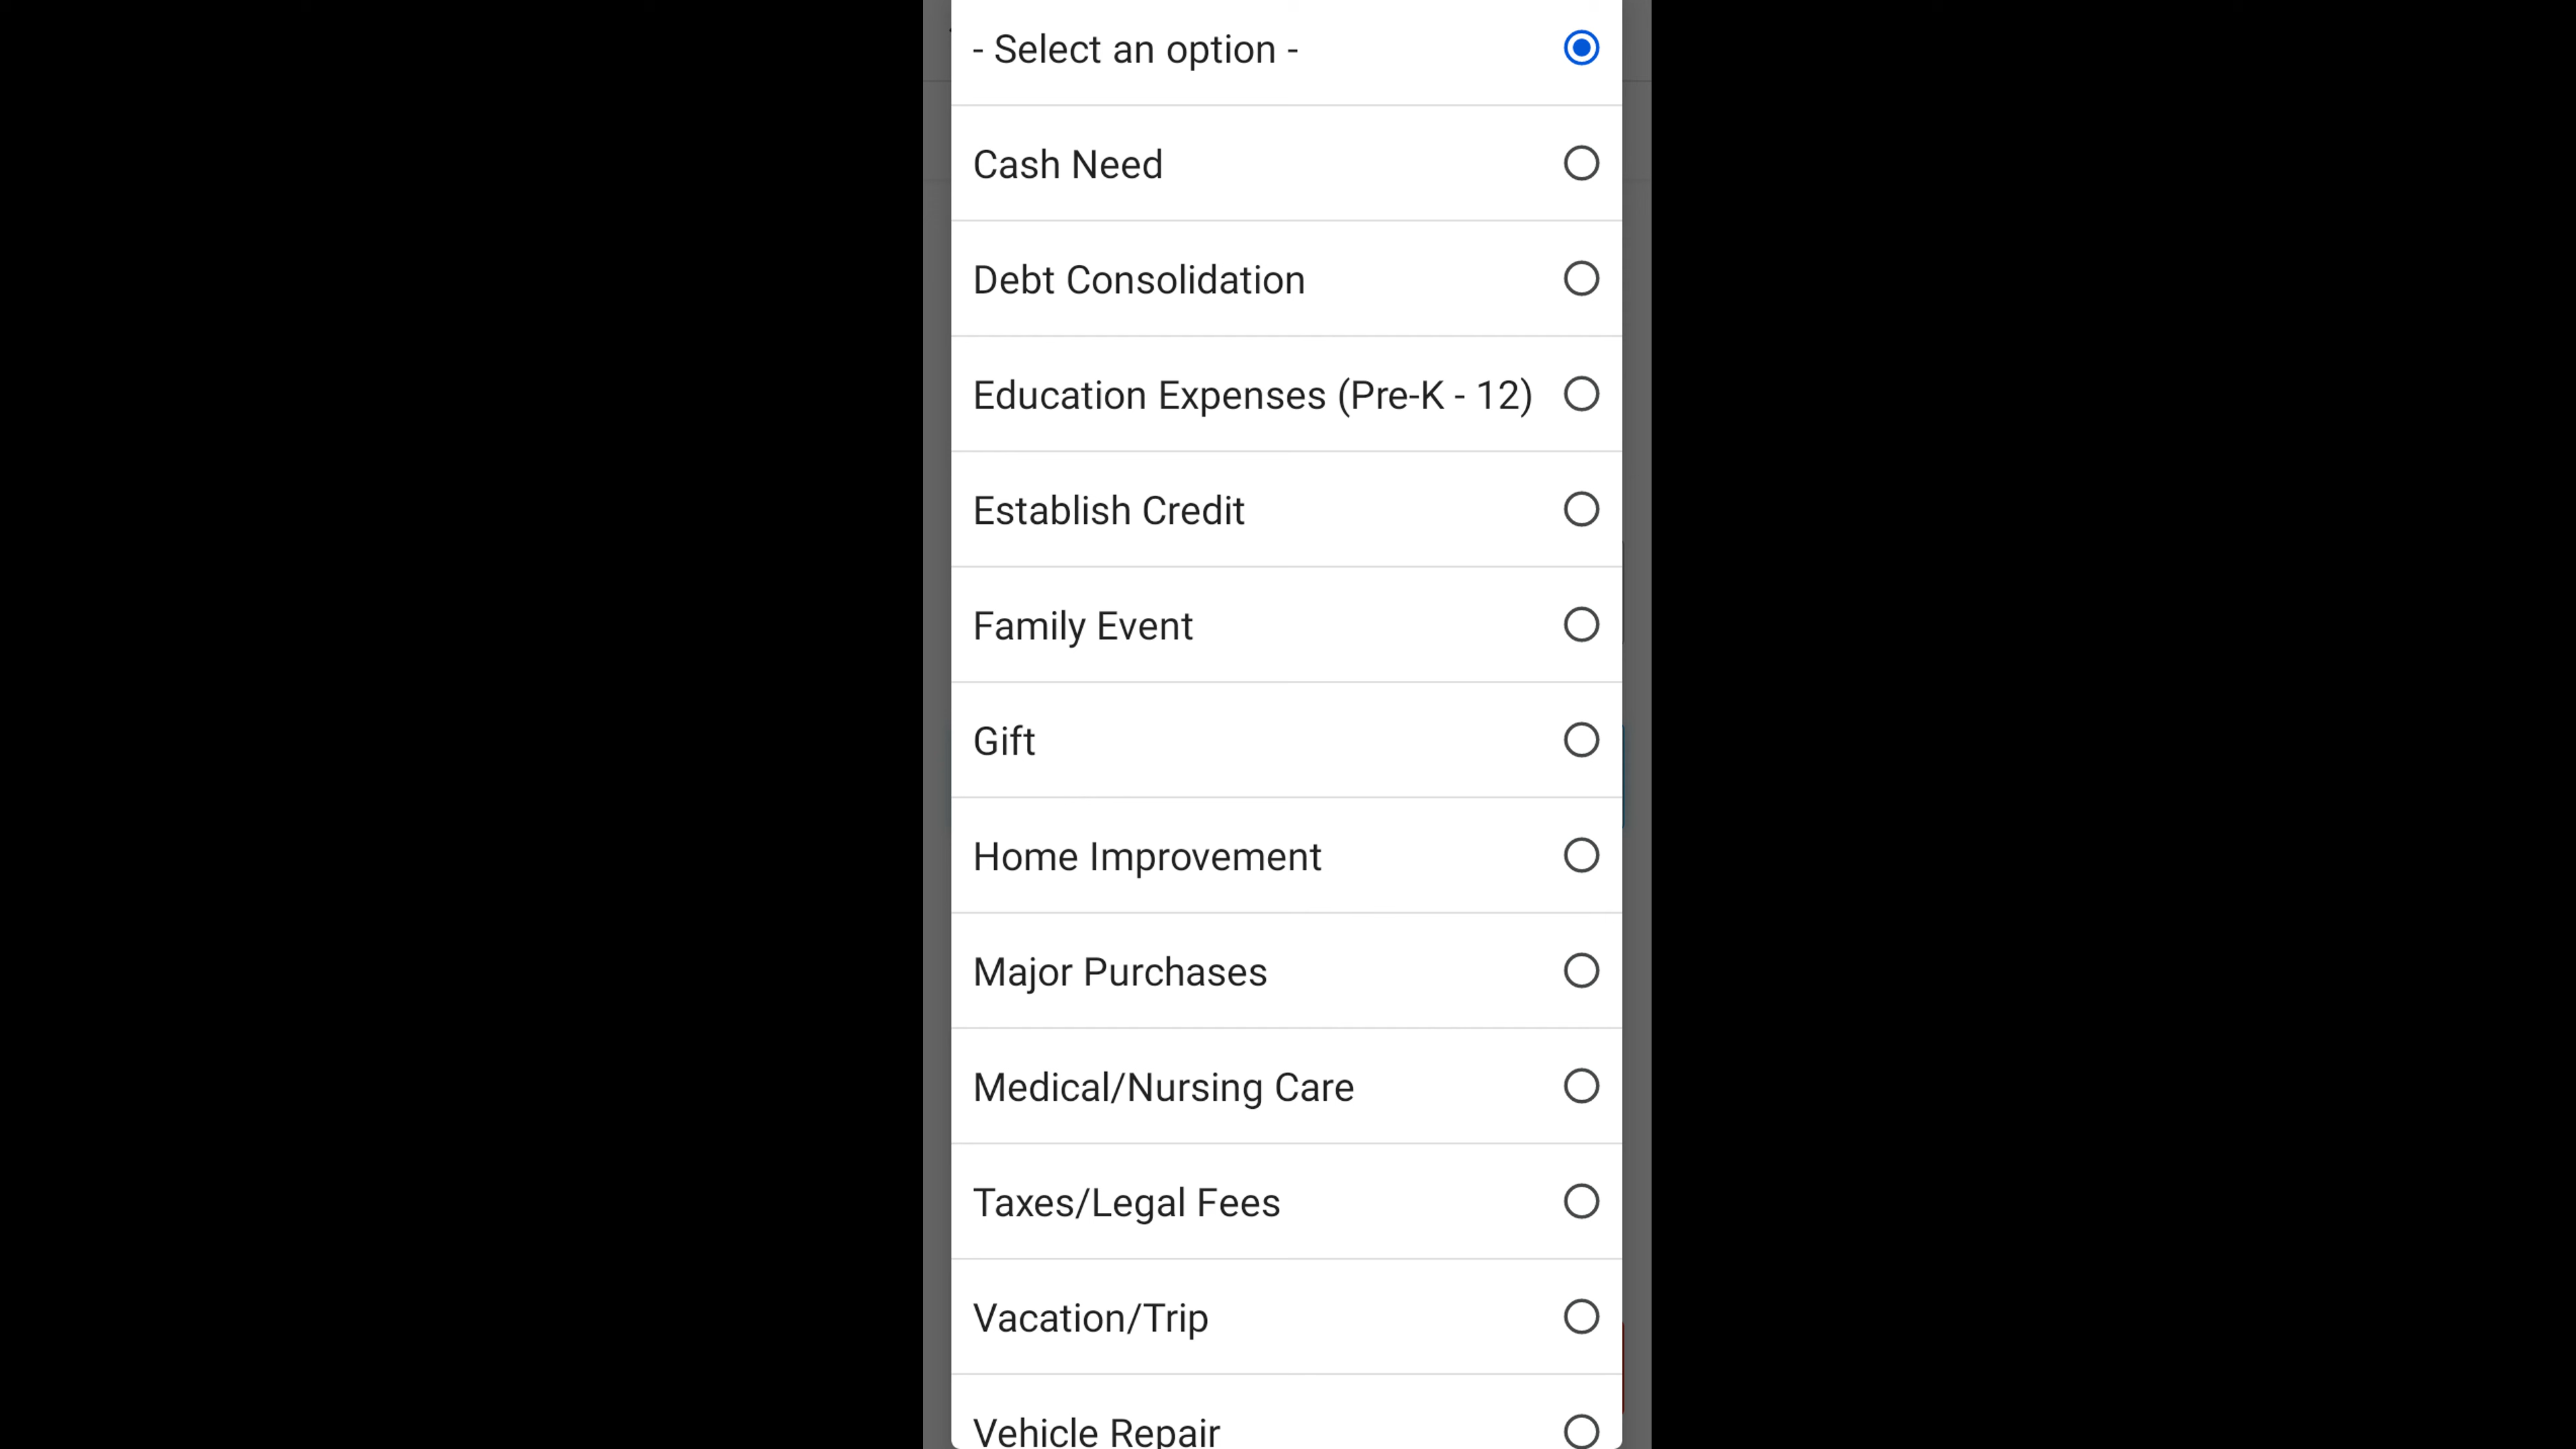 - Select an option -
Cash Need
Debt Consolidation
Education Expenses (Pre-K - 12)
Establish Credit
Family Event
Gift
Home Improvement
Major Purchases
Medical/Nursing Care
Taxes/Legal Fees
Vacation/Trip
Vehicle Repair